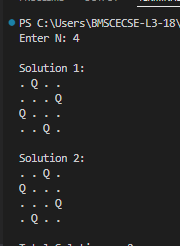 PS C:\Users\BMSCECSE-L3-18\
Enter N: 4
Solution 1:
. Q . .
. . . Q
Q . . .
. . Q .
Solution 2:
. . Q .
Q . . .
. . . Q
. Q . .